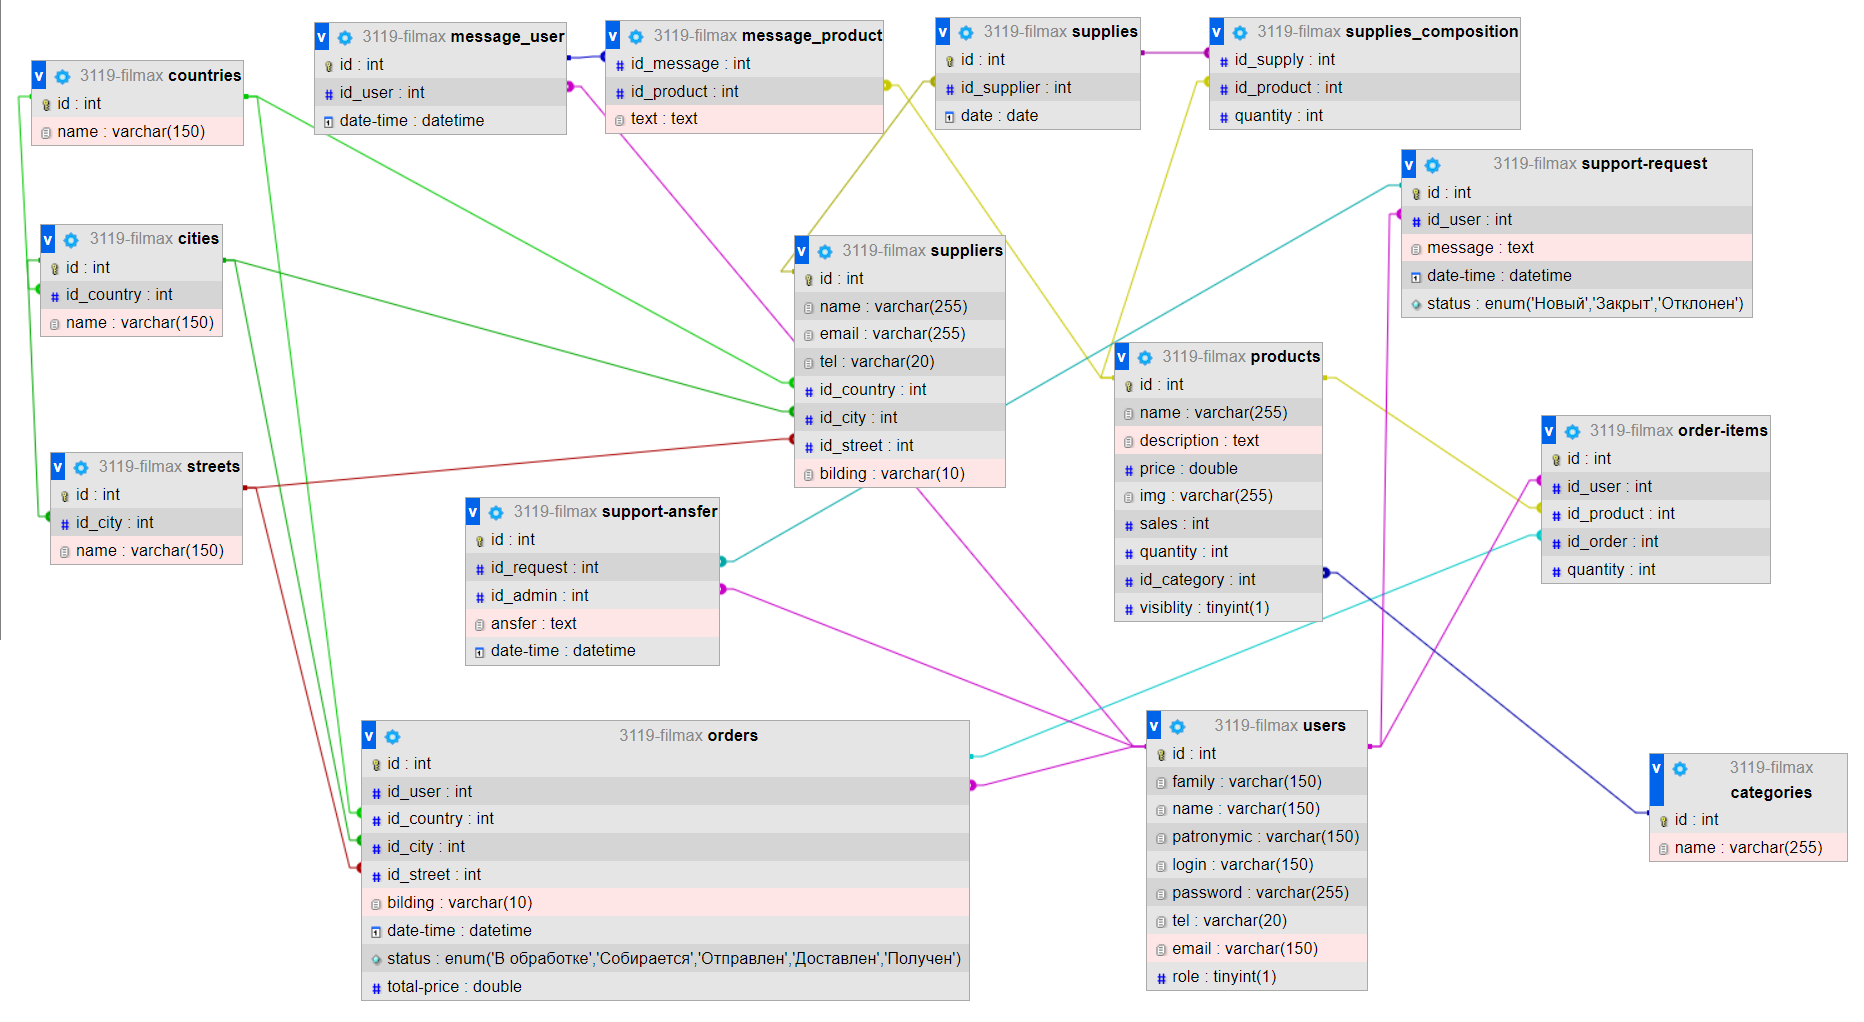 v 3119-filmax countries
id : int
name : varchar(150)
v 3119-filmax message_user
id : int
id_user : int
date-time : datetime
v 3119-filmax message_product
id_message : int
id_product : int
text : text
v 3119-filmax supplies
id : int
id_supplier : int
date : date
v 3119-filmax supplies_composition
id_supply : int
id_product : int
quantity : int
v 3119-filmax support-request
id : int
id_user : int
message : text
date-time : datetime
status : enum('Новый','Закрыт','Отклонен')
v 3119-filmax cities
id : int
id_country : int
name : varchar(150)
v 3119-filmax suppliers
id : int
name : varchar(255)
email : varchar(255)
tel : varchar(20)
id_country : int
id_city : int
id_street : int
bilding : varchar(10)
v 3119-filmax products
id : int
name : varchar(255)
description : text
price : double
img : varchar(255)
sales : int
quantity : int
id_category : int
visiblity : tinyint(1)
v 3119-filmax order-items
id : int
id_user : int
id_product : int
id_order : int
quantity : int
v 3119-filmax streets
id : int
id_city : int
name : varchar(150)
v 3119-filmax support-ansfer
id : int
id_request : int
id_admin : int
ansfer : text
date-time : datetime
v 3119-filmax orders
id : int
id_user : int
id_country : int
id_city : int
id_street : int
bilding : varchar(10)
date-time : datetime
status : enum('В обработке','Собирается','Отправлен','Доставлен','Получен')
total-price : double
v 3119-filmax users
id : int
family : varchar(150)
name : varchar(150)
patronymic : varchar(150)
login : varchar(150)
password : varchar(255)
tel : varchar(20)
email : varchar(150)
role : tinyint(1)
v 3119-filmax
categories
id : int
name : varchar(255)